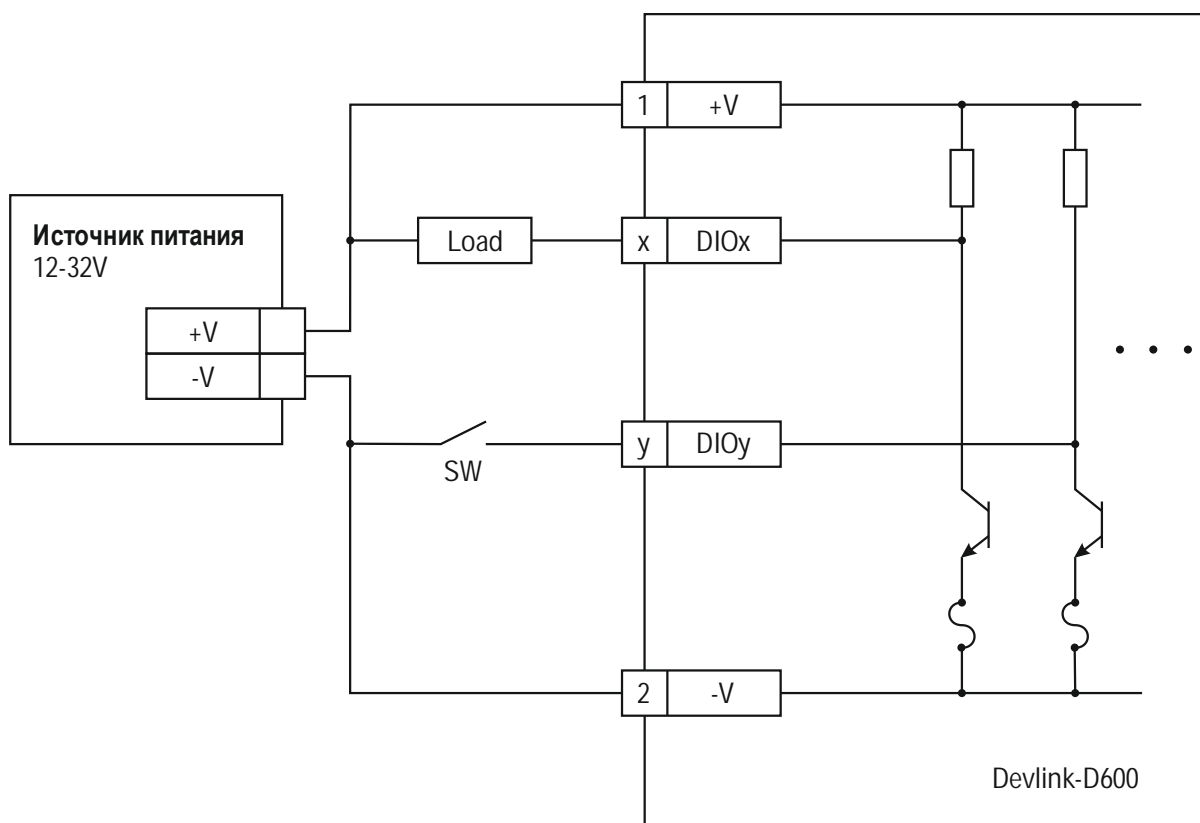 1 +V
Источник питания
12-32V
Load
x DIOx
+V
-V
SW
y DIOy
2 -V
Devlink-D600